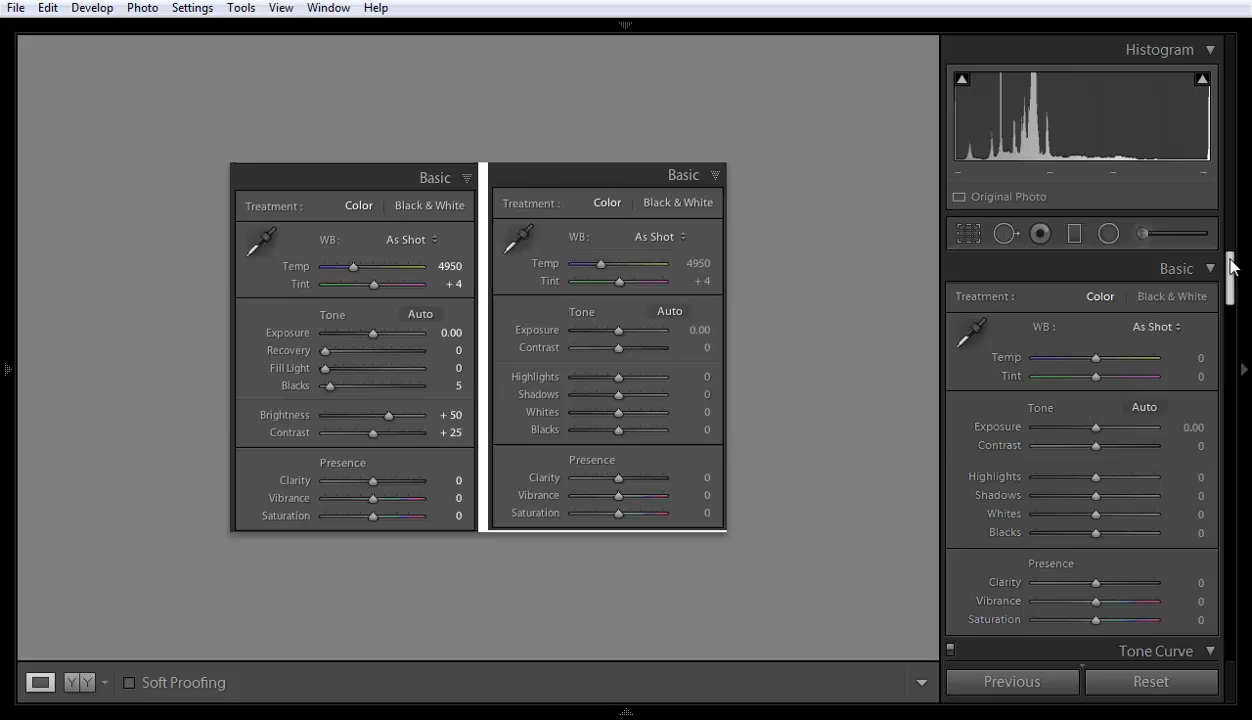 File Edit Develop Photo Settings Tools View Window Help
Histogram
Original Photo
Basic
Treatment : Color Black & White
WB: As Shot
Temp 4950
Tint + 4
Tone Auto
Exposure 0.00
Recovery 0
Fill Light 0
Blacks 5
Brightness + 50
Contrast + 25
Presence
Clarity 0
Vibrance 0
Saturation 0
Basic
Treatment : Color Black & White
WB: As Shot
Temp 4950
Tint + 4
Tone Auto
Exposure 0.00
Contrast 0
Highlights 0
Shadows 0
Whites 0
Blacks 0
Presence
Clarity 0
Vibrance 0
Saturation 0
Basic
Treatment : Color Black & White
WB: As Shot
Temp 0
Tint 0
Tone Auto
Exposure 0.00
Contrast 0
Highlights 0
Shadows 0
Whites 0
Blacks 0
Presence
Clarity 0
Vibrance 0
Saturation 0
Tone Curve
Y Y Soft Proofing
Previous Reset